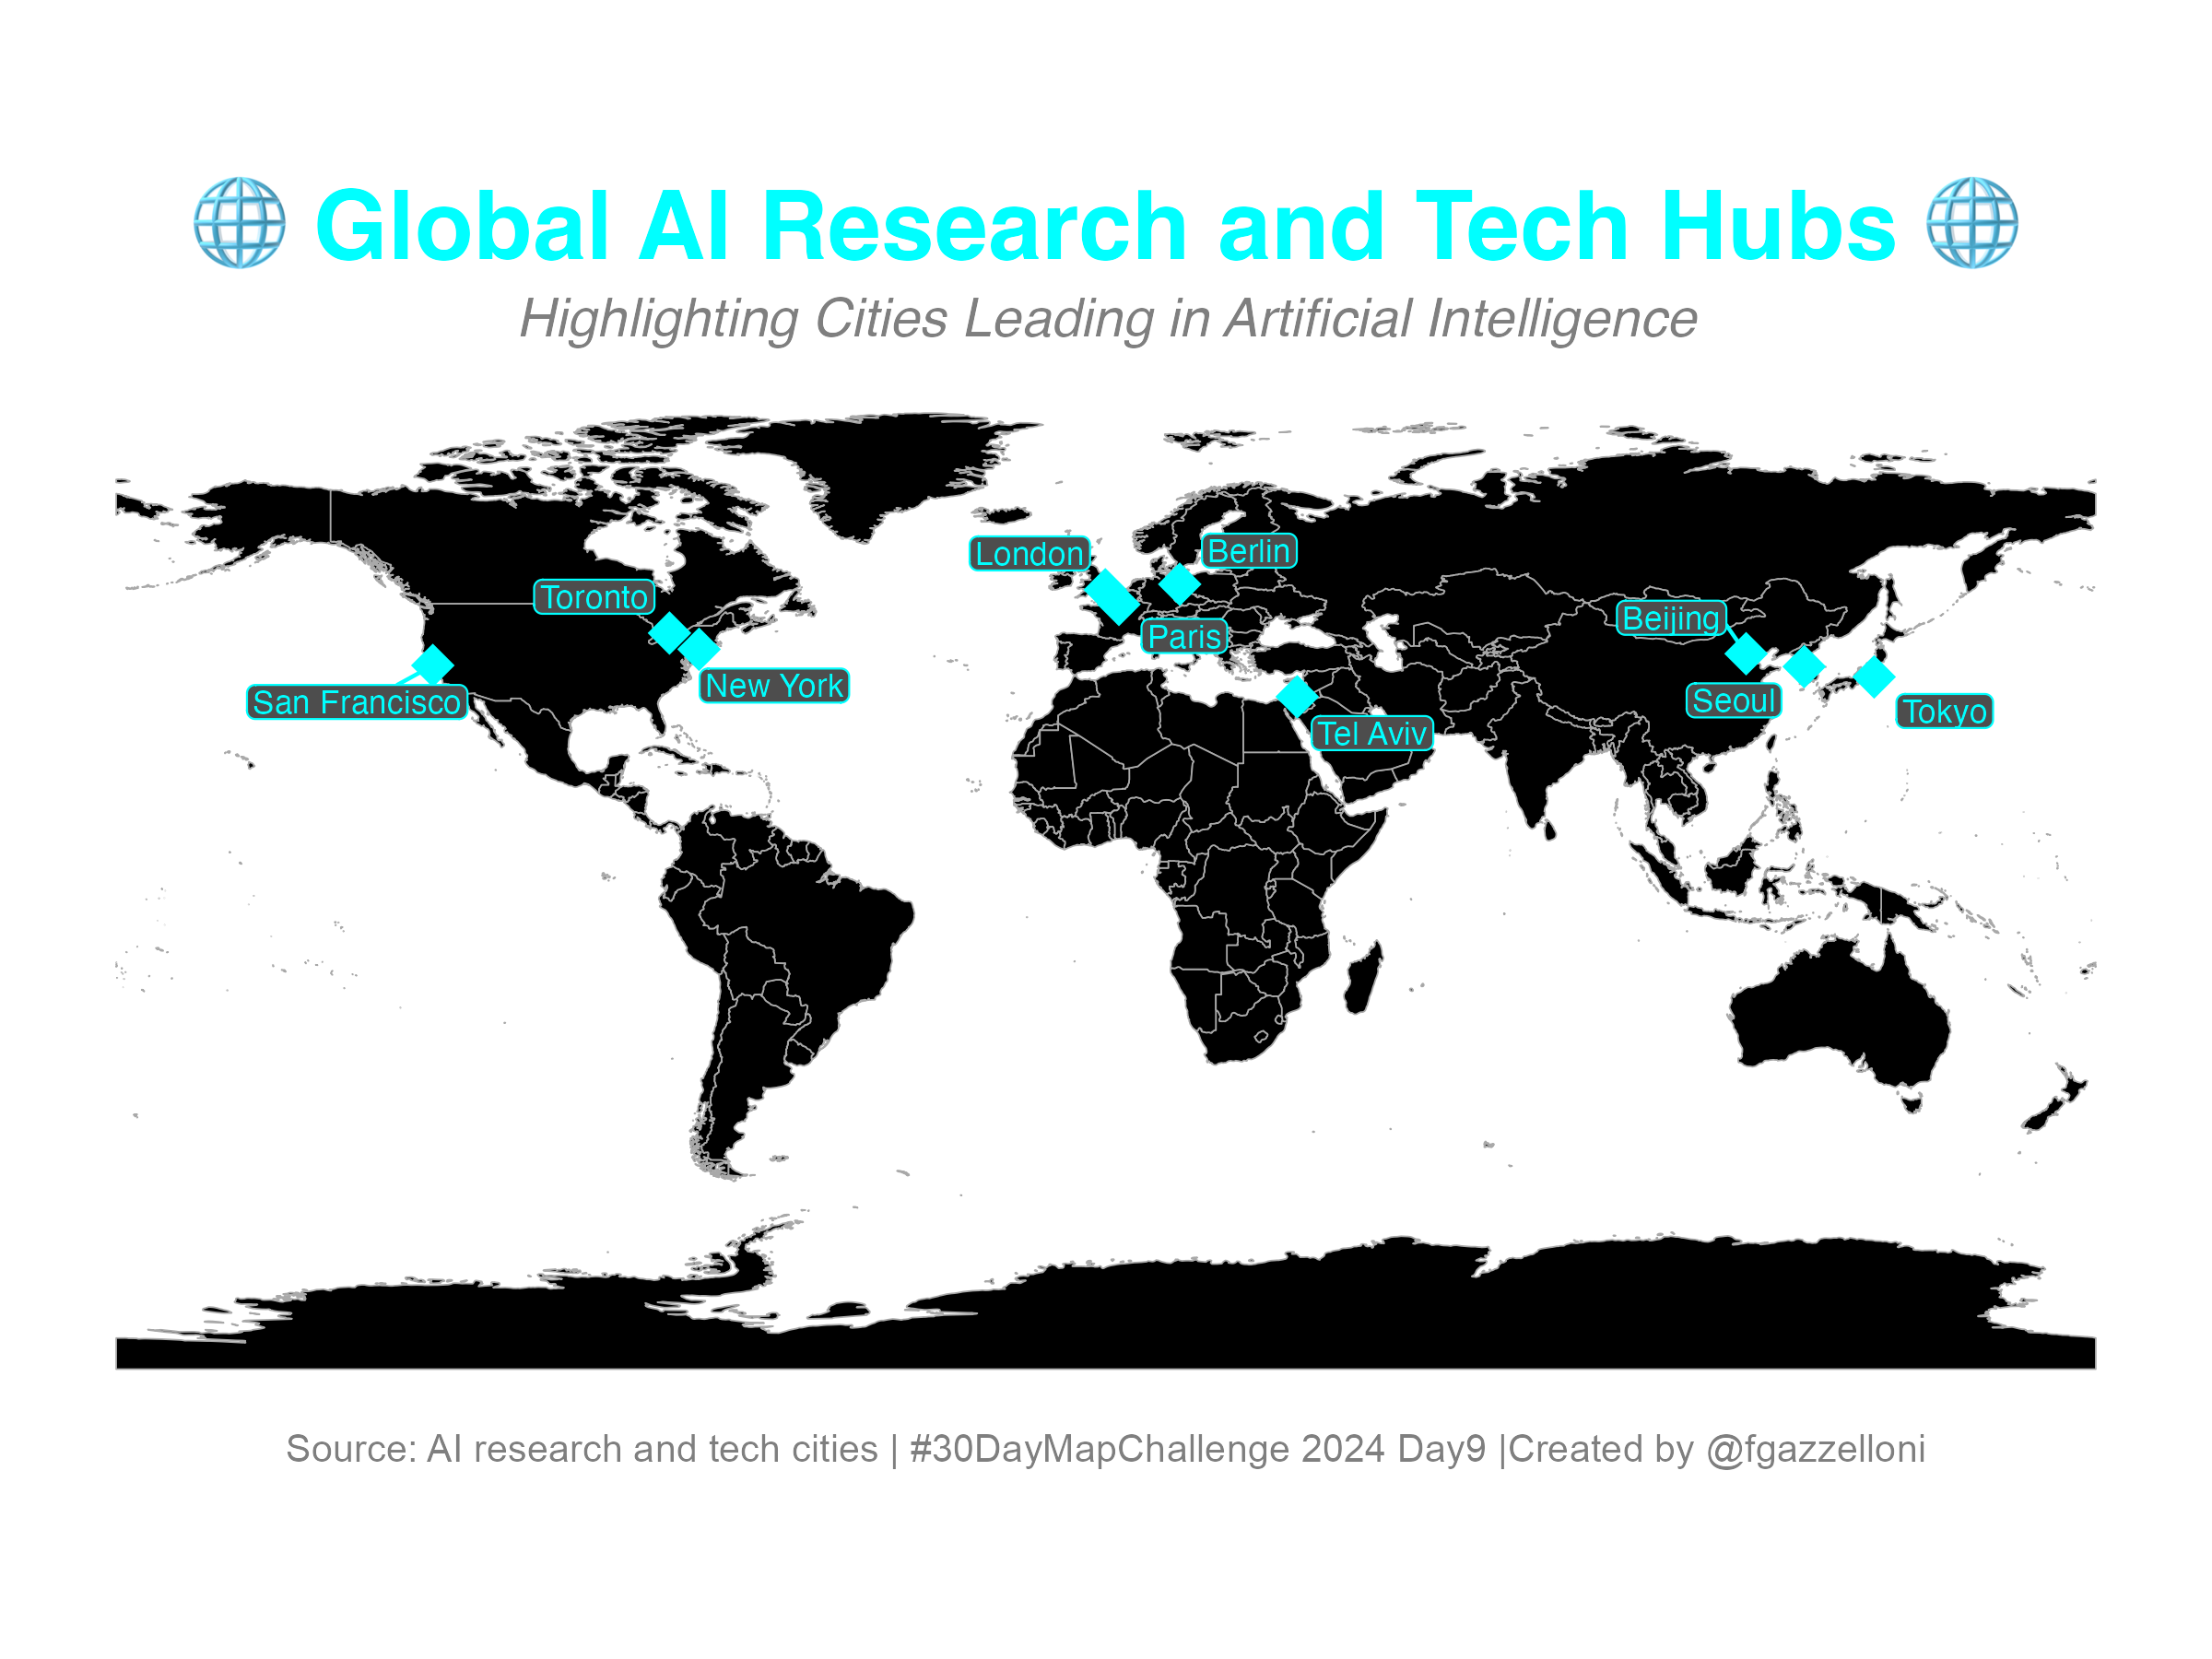 🌐 Global AI Research and Tech Hubs 🌐
Highlighting Cities Leading in Artificial Intelligence
London
Berlin
Toronto
Beijing
Paris
San Francisco
New York
Seoul
Tokyo
Tel Aviv
Source: AI research and tech cities | #30DayMapChallenge 2024 Day9 |Created by @fgazzelloni